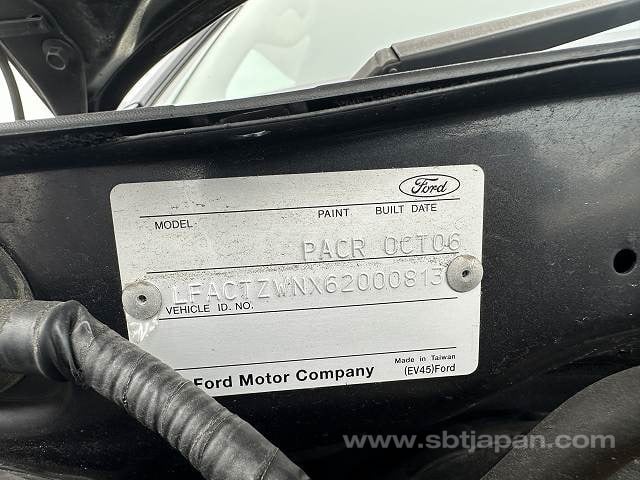 Ford
MODEL PAINT BUILT DATE
PACR OCT06
LFACTZWNX62000813
VEHICLE ID. NO.
Ford Motor Company
Made in Taiwan
(EV45)Ford
www.sbtjapan.com